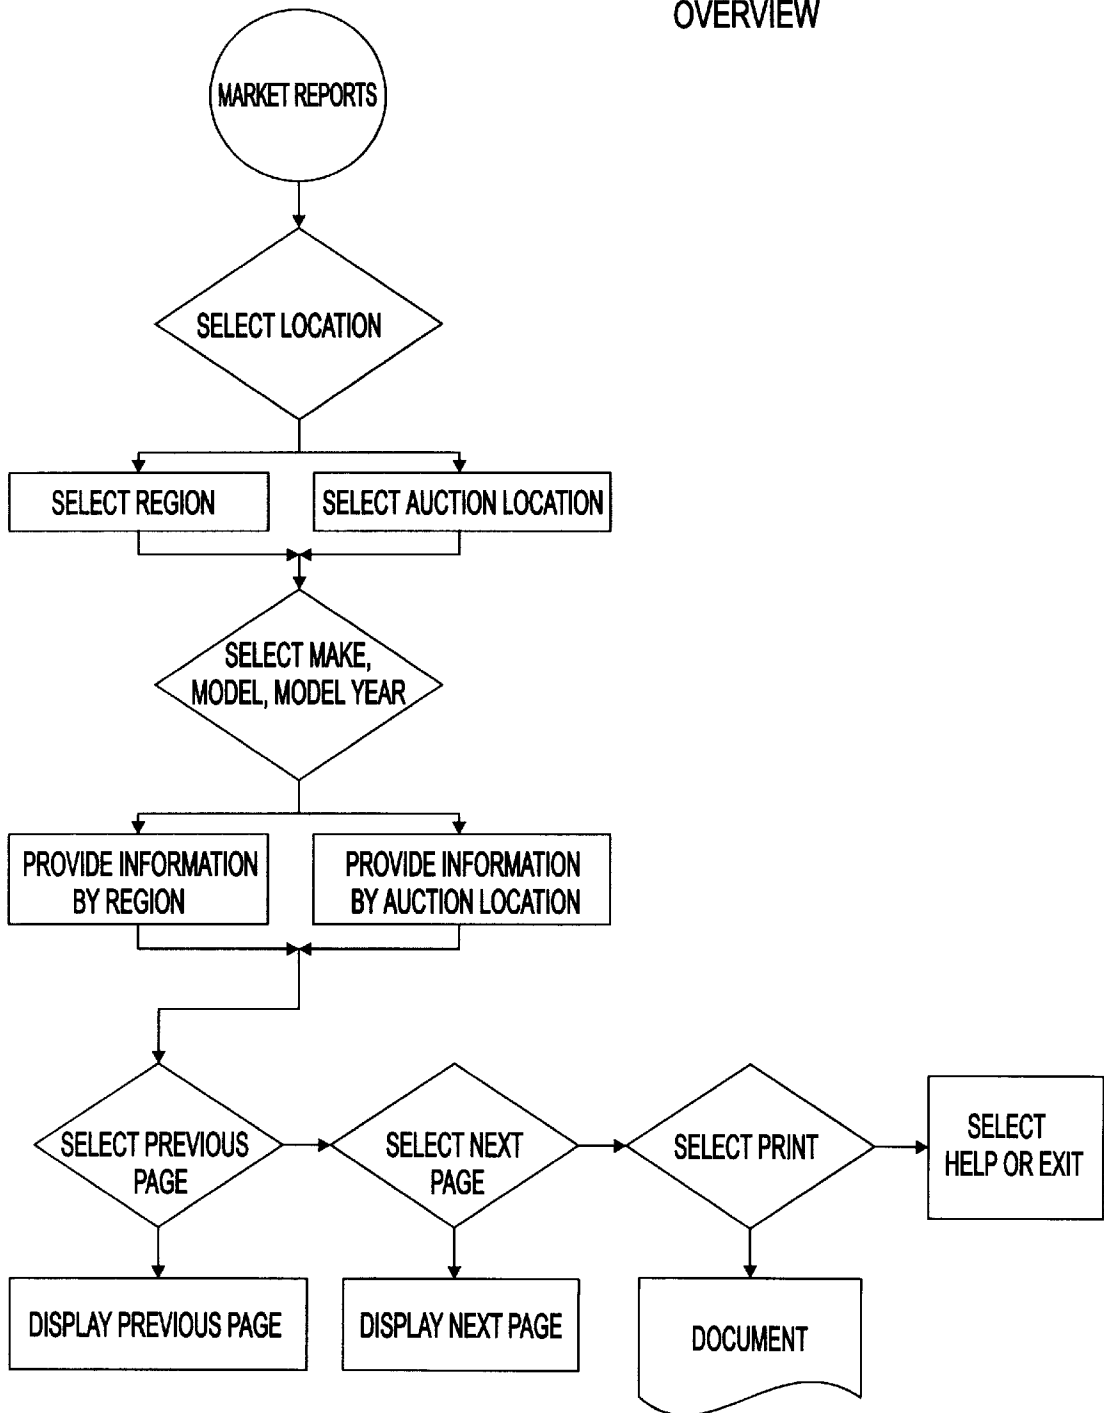 OVERVIEW
MARKET REPORTS
SELECT LOCATION
SELECT REGION
SELECT AUCTION LOCATION
SELECT MAKE,
MODEL, MODEL YEAR
PROVIDE INFORMATION
BY REGION
PROVIDE INFORMATION
BY AUCTION LOCATION
SELECT PREVIOUS
PAGE
SELECT NEXT
PAGE
SELECT PRINT
SELECT
HELP OR EXIT
DISPLAY PREVIOUS PAGE
DISPLAY NEXT PAGE
DOCUMENT